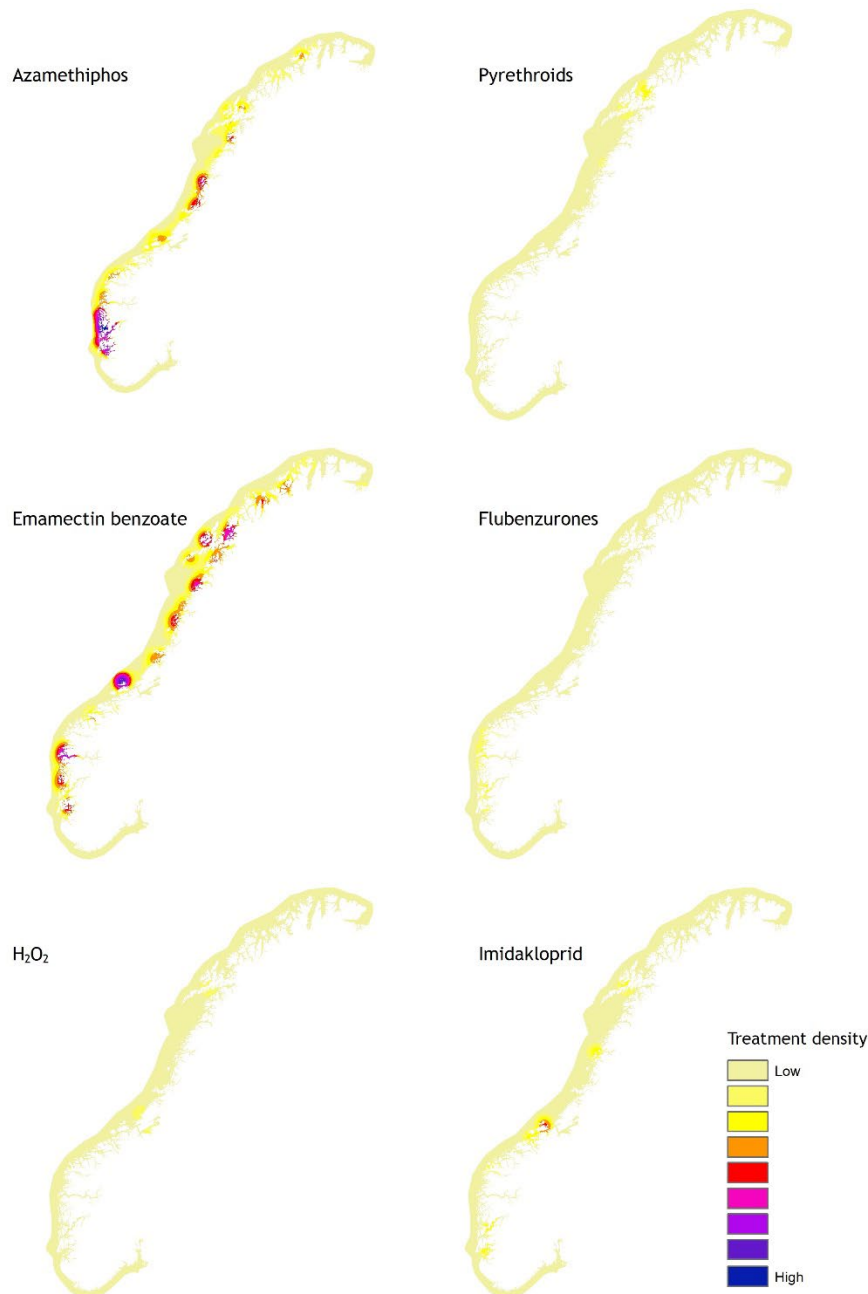 Azamethiphos
Pyrethroids
Emamectin benzoate
Flubenzurones
H₂O₂
Imidakloprid
Treatment density
Low
High